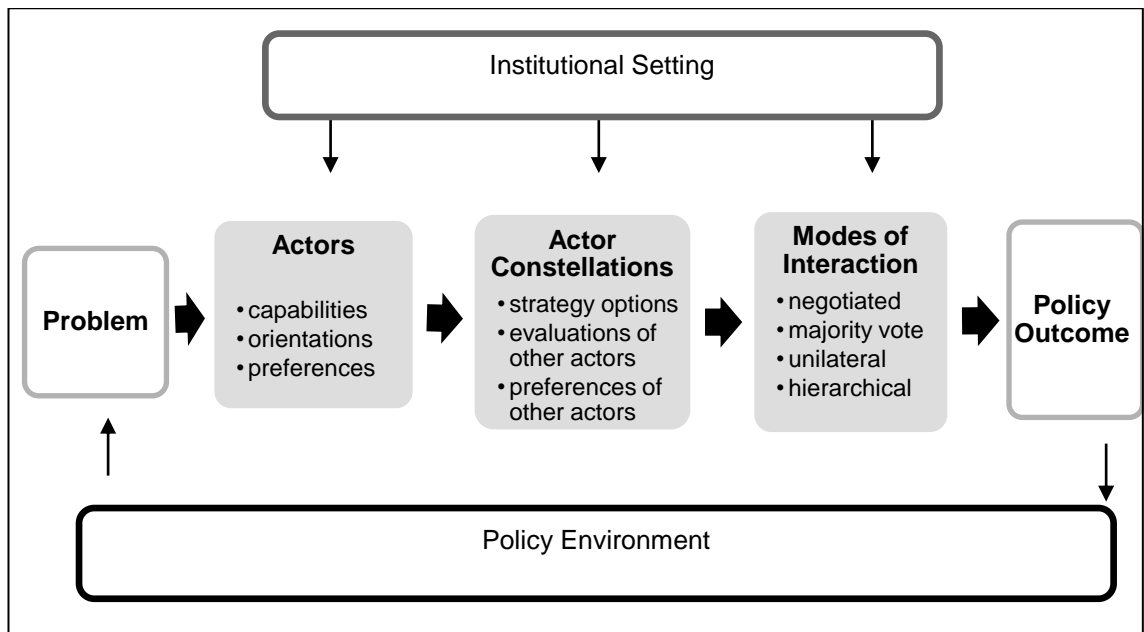 Institutional Setting
Problem
Actors
• capabilities
• orientations
• preferences
Actor
Constellations
• strategy options
• evaluations of
other actors
• preferences of
other actors
Modes of
Interaction
• negotiated
• majority vote
• unilateral
• hierarchical
Policy
Outcome
Policy Environment